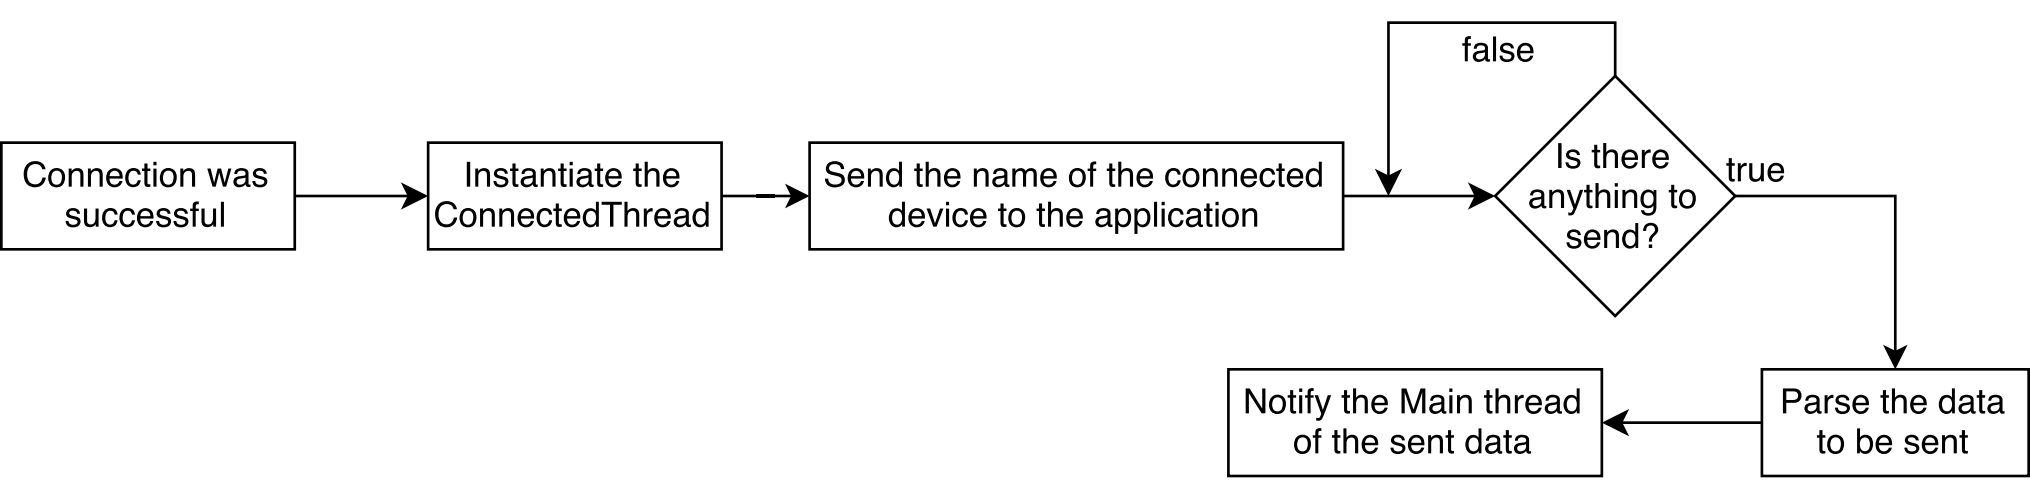 Connection was
successful
Instantiate the
ConnectedThread
Send the name of the connected
device to the application
false
Is there
anything to
send?
true
Parse the data
to be sent
Notify the Main thread
of the sent data